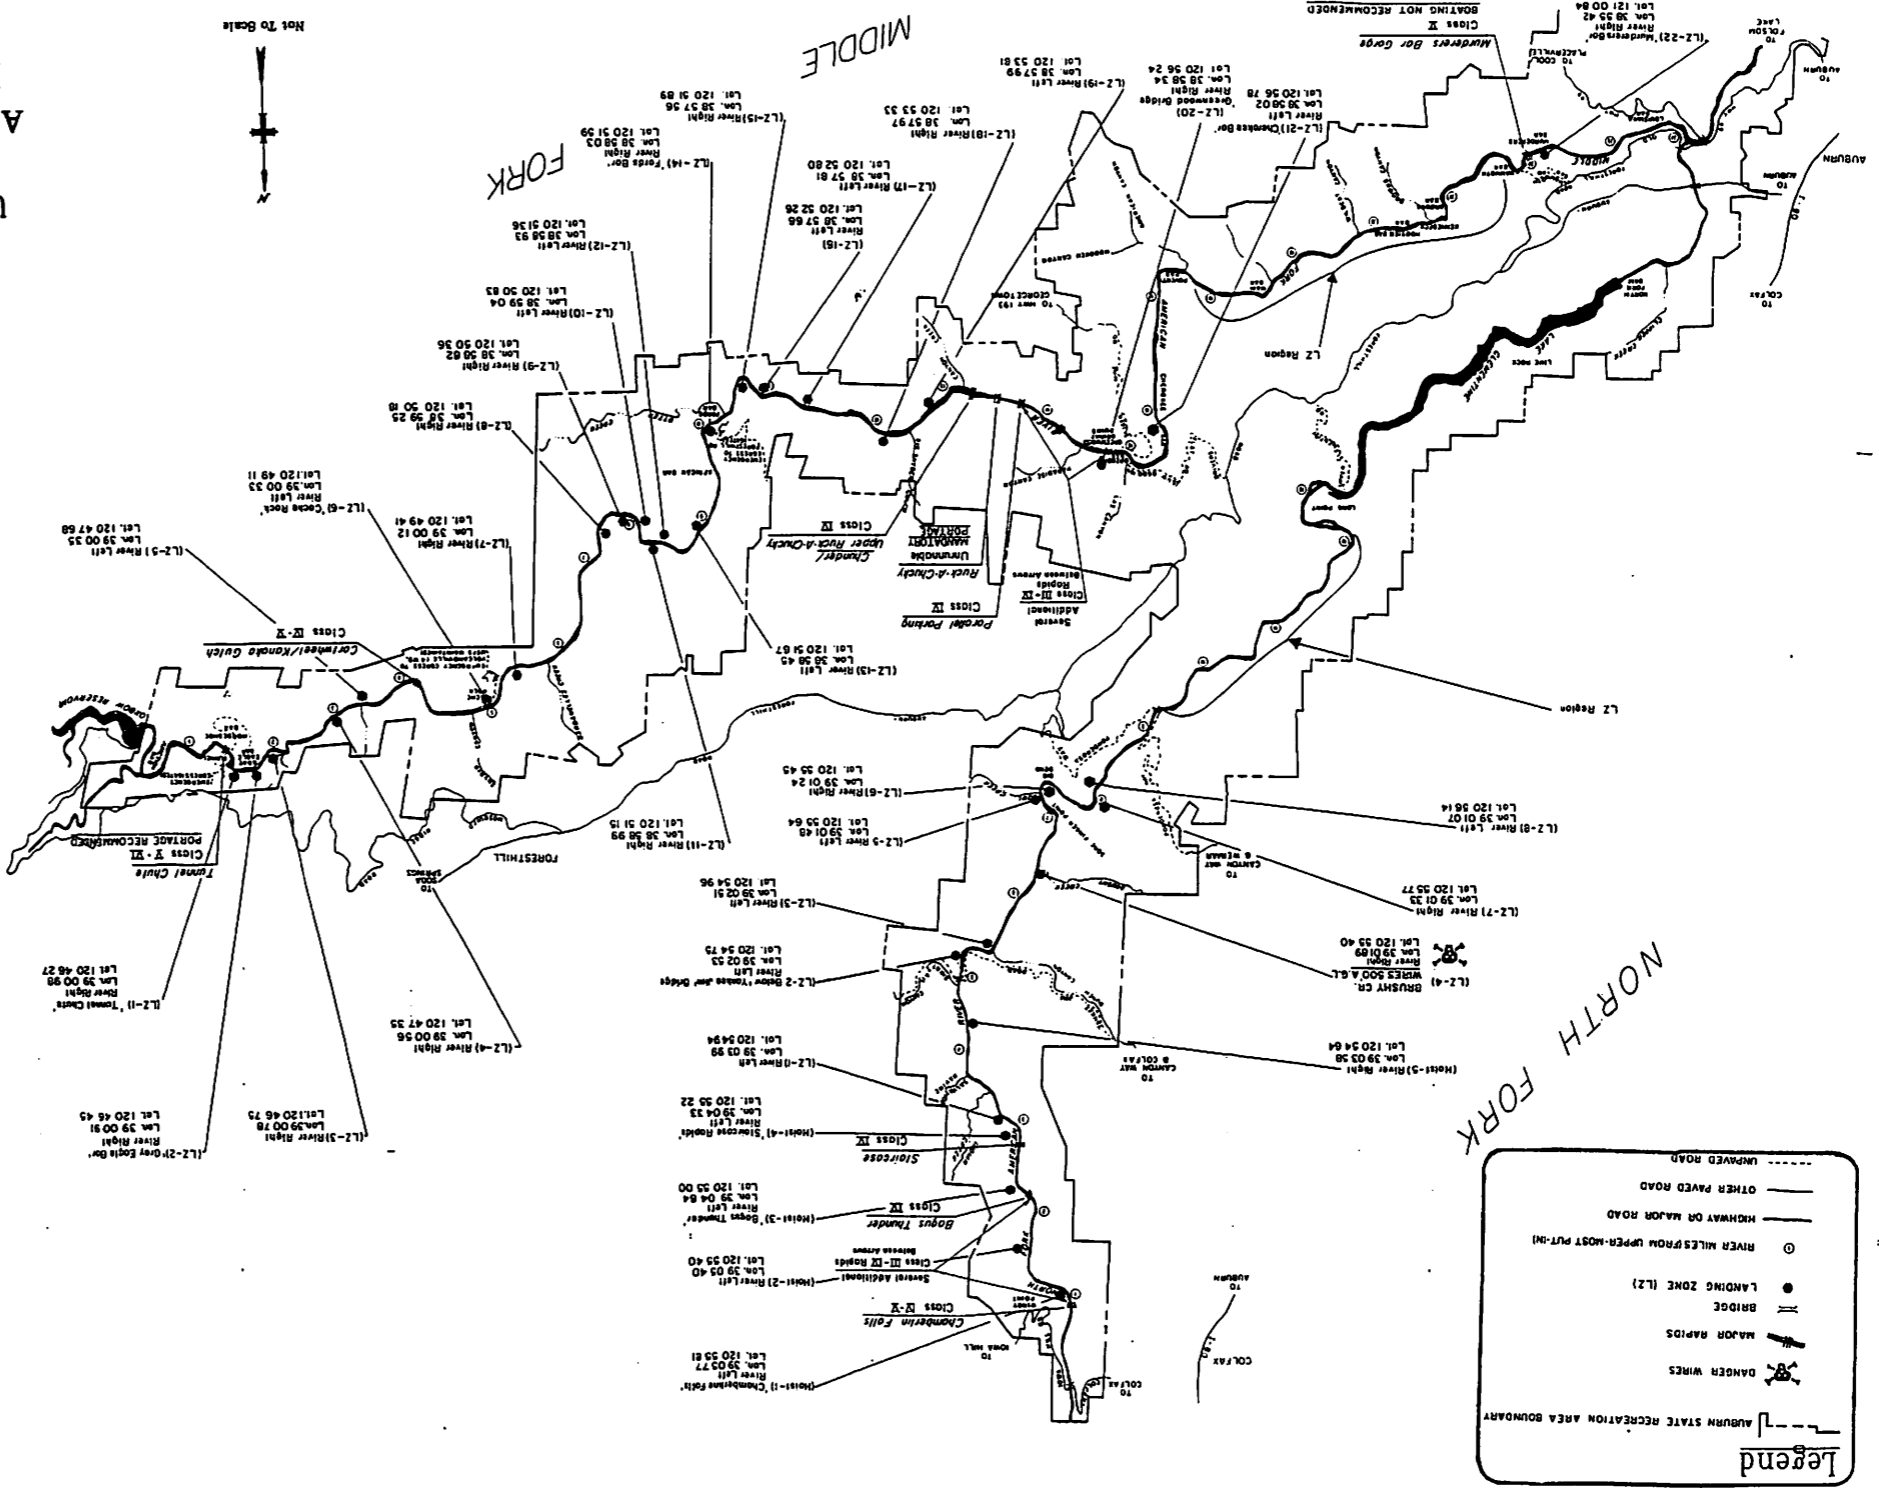 Legend
AUBURN STATE RECREATION AREA BOUNDARY
DANGER WIRES
MAJOR RAPIDS
BRIDGE
LANDING ZONE (LZ)
RIVER MILES (FROM UPPER-MOST PUT-IN)
HIGHWAY OR MAJOR ROAD
OTHER PAVED ROAD
UNPAVED ROAD
TO
COLFAX
COLFAX
I-80
TO
AUBURN
TO
IOWA HILL
(Hoist-1) 'Chamberline Falls'
River Left
Lon. 39 05 77
Lat. 120 55 81
Chamberlin Falls
Class IV-V
(Hoist-2) River Left
Lon. 39 05 40
Lat. 120 55 40
Several Additional
Class III-IV Rapids
Between Arrows
(Hoist-3) 'Bogus Thunder'
River Left
Lon. 39 04 84
Lat. 120 55 00
Bogus Thunder
Class IV
Staircase
Class IV
(Hoist-4) 'Staircase Rapids'
River Left
Lon. 39 04 33
Lat. 120 55 22
(LZ-1) River Left
Lon. 39 03 99
Lat. 120 54 94
(Hoist-5) River Right
Lon. 39 03 58
Lat. 120 54 64
TO
CANYON WAY
& COLFAX
NORTH
FORK
AMERICAN
RIVER
(LZ-2 Below 'Yankee Jim' Bridge
River Left
Lon. 39 02 53
Lat. 120 54 75
(LZ-3) River Left
Lon. 39 02 51
Lat. 120 54 96
(LZ-4) BRUSHY CR.
WIRES 500 A.G.L.
River Right
Lon. 39 01 89
Lat. 120 55 40
(LZ-5 River Left
Lon. 39 01 48
Lat. 120 55 64
(LZ-6) River Right
Lon. 39 01 24
Lat. 120 55 45
(LZ-7) River Right
Lon. 39 01 33
Lat. 120 55 77
(LZ-8) River Left
Lon. 39 01 07
Lat. 120 56 14
TO
CANYON WAY
& WEIMAR
NORTH
FORK
LZ Region
LONG POINT
LAKE
CLEMENTINE
LIME ROCK
NORTH
FORK
DAM
(LZ-1) 'Tunnel Chute'
River Right
Lon. 39 00 98
Lat. 120 46 27
(LZ-2) 'Gray Eagle Bar'
River Right
Lon. 39 00 91
Lat. 120 46 45
(LZ-3) River Right
Lon. 39 00 78
Lat. 120 46 75
(LZ-4) River Right
Lon. 39 00 56
Lat. 120 47 35
Tunnel Chute
Class V-VI
PORTAGE RECOMMENDED
TO
SODA
SPRINGS
FORESTHILL
OXBOW RESERVOIR
(LZ-5) River Left
Lon. 39 00 35
Lat. 120 47 68
Cartwheel/Kanaka Gulch
Class IV-V
(LZ-6) 'Cache Rock'
River Left
Lon. 39 00 33
Lat. 120 49 11
(LZ-7) River Right
Lon. 39 00 12
Lat. 120 49 41
(LZ-8) River Right
Lon. 38 59 25
Lat. 120 50 18
(LZ-9) River Right
Lon. 38 58 82
Lat. 120 50 36
(LZ-10) River Left
Lon. 38 59 04
Lat. 120 50 83
(LZ-11) River Right
Lon. 38 58 99
Lat. 120 51 15
(LZ-12) River Left
Lon. 38 58 93
Lat. 120 51 36
(LZ-13) River Left
Lon. 38 58 45
Lat. 120 51 67
(LZ-14) 'Fords Bar'
River Right
Lon. 38 58 03
Lat. 120 51 59
(LZ-15) River Right
Lon. 38 57 56
Lat. 120 51 89
(LZ-16)
River Left
Lon. 38 57 66
Lat. 120 52 26
(LZ-17) River Left
Lon. 38 57 81
Lat. 120 52 80
(LZ-18) River Right
Lon. 38 57 97
Lat. 120 53 33
(LZ-19) River Left
Lon. 38 57 99
Lat. 120 53 81
(LZ-20)
'Greenwood Bridge'
River Right
Lon. 38 58 34
Lat. 120 56 24
(LZ-21) 'Cherokee Bar'
River Left
Lon. 38 58 02
Lat. 120 56 78
(LZ-22) 'Murderers Bar'
River Right
Lon. 38 55 42
Lat. 121 00 84
Chunder/
Upper Ruck-A-Chucky
Class IV
Ruck-A-Chucky
Unrunnable
MANDATORY
PORTAGE
Parallel Parking
Class IV
Several
Additional
Class III-IV
Rapids
Between Arrows
TO HWY 193
GEORGETOWN
Murderers Bar Gorge
Class V
BOATING NOT RECOMMENDED
LZ Region
MIDDLE
FORK
TO COOL
PLACERVILLE
TO
FOLSOM
LAKE
TO
AUBURN
AUBURN
TO
AUBURN
I-80
TO
COLFAX
N
Not To Scale
A
U